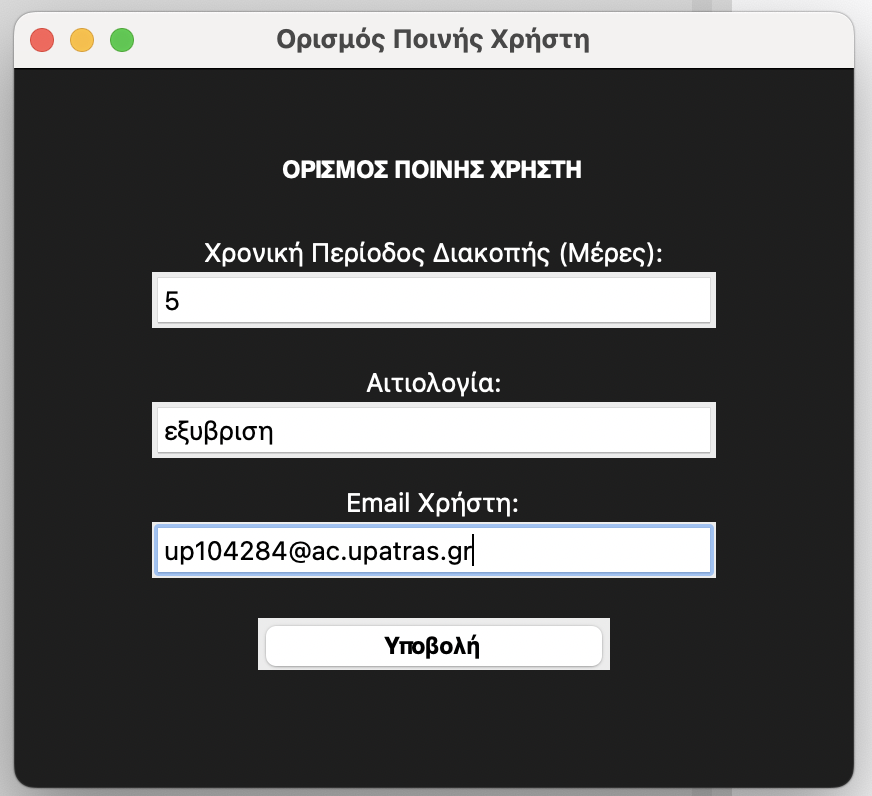 Ορισμός Ποινής Χρήστη
ΟΡΙΣΜΟΣ ΠΟΙΝΗΣ ΧΡΗΣΤΗ
Χρονική Περίοδος Διακοπής (Μέρες):
5
Αιτιολογία:
εξυβριση
Email Χρήστη:
up104284@ac.upatras.gr
Υποβολή